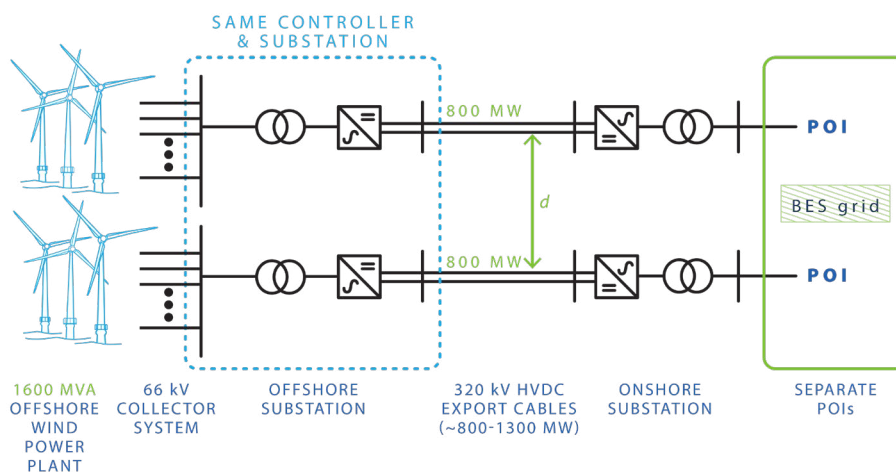 SAME CONTROLLER
& SUBSTATION
800 MW
POI
d
BES grid
800 MW
POI
1600 MVA
OFFSHORE
WIND
POWER
PLANT
66 kV
COLLECTOR
SYSTEM
OFFSHORE
SUBSTATION
320 kV HVDC
EXPORT CABLES
(~800-1300 MW)
ONSHORE
SUBSTATION
SEPARATE
POIs